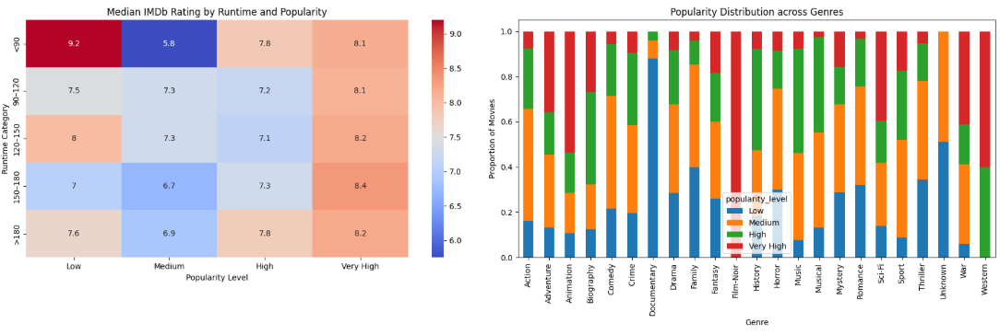 Median IMDb Rating by Runtime and Popularity
Runtime Category
<90
90–120
120–150
150–180
>180
9.2 5.8 7.8 8.1
7.5 7.3 7.2 8.1
8 7.3 7.1 8.2
7 6.7 7.3 8.4
7.6 6.9 7.8 8.2
Low Medium High Very High
Popularity Level
9.0
8.5
8.0
7.5
7.0
6.5
6.0
Popularity Distribution across Genres
Proportion of Movies
1.0
0.8
0.6
0.4
0.2
0.0
popularity_level
Low
Medium
High
Very High
Action
Adventure
Animation
Biography
Comedy
Crime
Documentary
Drama
Family
Fantasy
Film-Noir
History
Horror
Music
Musical
Mystery
Romance
Sci-Fi
Sport
Thriller
Unknown
War
Western
Genre